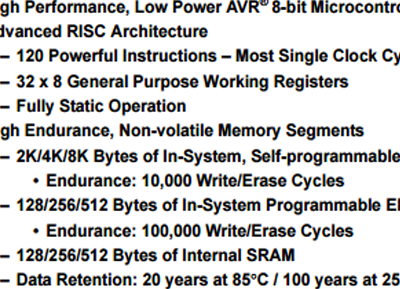 gh Performance, Low Power AVR® 8-bit Microcontro
dvanced RISC Architecture
– 120 Powerful Instructions – Most Single Clock Cy
– 32 x 8 General Purpose Working Registers
– Fully Static Operation
gh Endurance, Non-volatile Memory Segments
– 2K/4K/8K Bytes of In-System, Self-programmable
• Endurance: 10,000 Write/Erase Cycles
– 128/256/512 Bytes of In-System Programmable EE
• Endurance: 100,000 Write/Erase Cycles
– 128/256/512 Bytes of Internal SRAM
– Data Retention: 20 years at 85°C / 100 years at 25